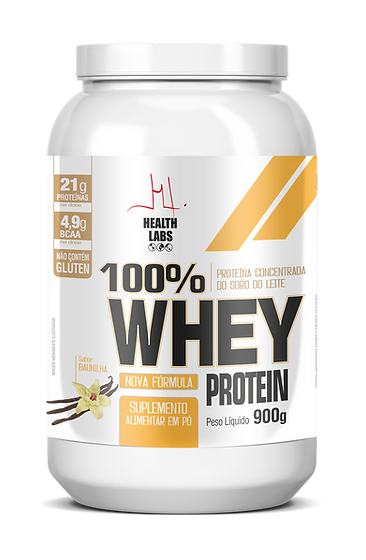 21g
PROTEÍNAS
4,9g
BCAA
NÃO CONTÉM
GLÚTEN
HEALTH
LABS
100%
PROTEÍNA CONCENTRADA
DO SORO DO LEITE
WHEY
PROTEIN
Sabor
BAUNILHA
NOVA FÓRMULA
SUPLEMENTO
ALIMENTAR EM PÓ
Peso Líquido 900g